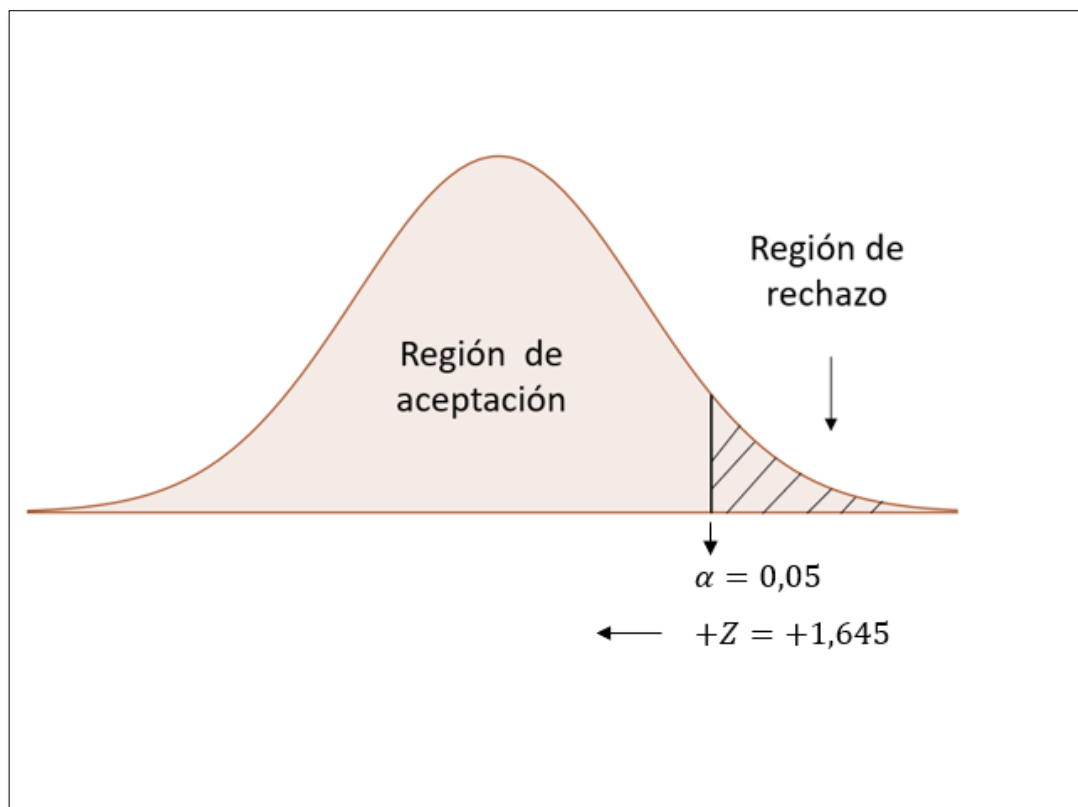 Región de
rechazo
Región de
aceptación
α = 0,05
+Z = +1,645